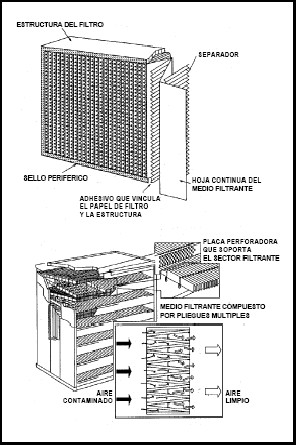 ESTRUCTURA DEL FILTRO
SEPARADOR
SELLO PERIFERICO
HOJA CONTINUA DEL
MEDIO FILTRANTE
ADHESIVO QUE VINCULA
EL PAPEL DE FILTRO
Y LA ESTRUCTURA
PLACA PERFORADORA
QUE SOPORTA
EL SECTOR FILTRANTE
MEDIO FILTRANTE COMPUESTO
POR PLIEGUES MULTIPLES
AIRE
CONTAMINADO
AIRE
LIMPIO